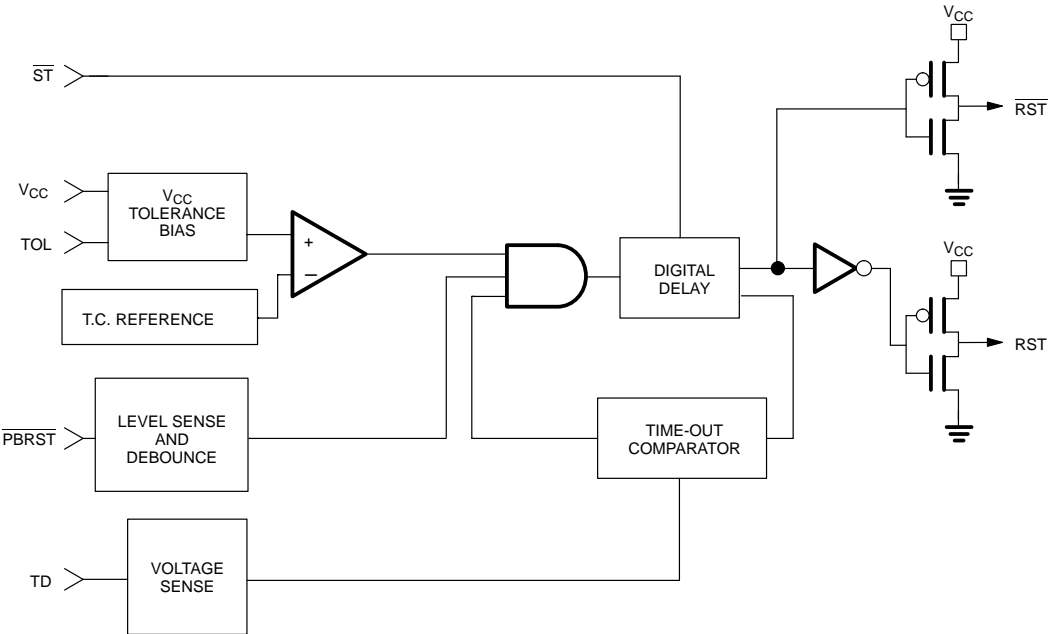 VCC
ST
RST
VCC
TOL
VCC
TOLERANCE
BIAS
+
–
T.C. REFERENCE
DIGITAL
DELAY
VCC
RST
PBRST
LEVEL SENSE
AND
DEBOUNCE
TIME-OUT
COMPARATOR
TD
VOLTAGE
SENSE